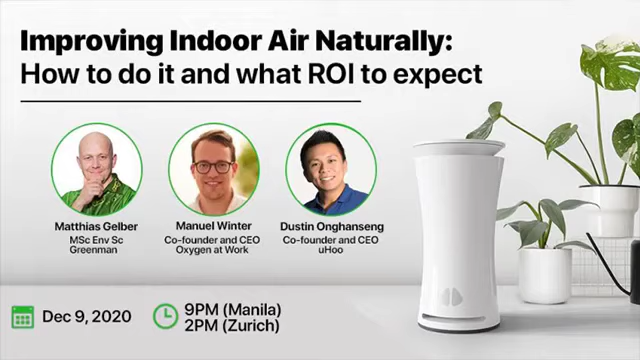 Improving Indoor Air Naturally:
How to do it and what ROI to expect
Matthias Gelber
MSc Env Sc
Greenman
Manuel Winter
Co-founder and CEO
Oxygen at Work
Dustin Onghanseng
Co-founder and CEO
uHoo
Dec 9, 2020
9PM (Manila)
2PM (Zurich)